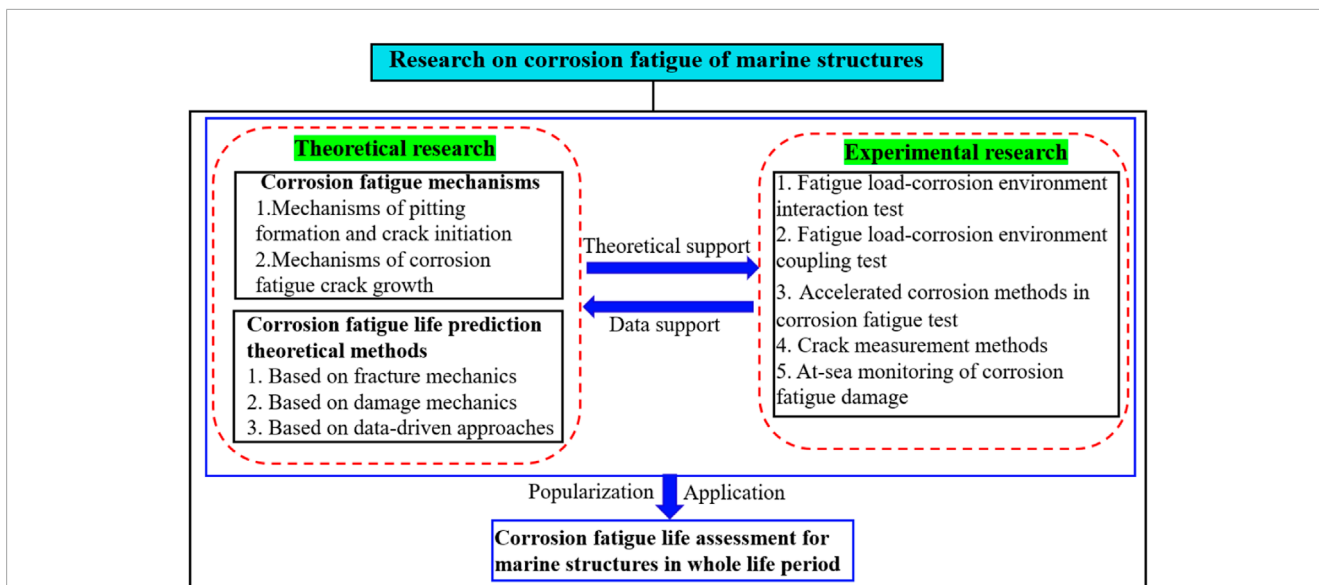 Research on corrosion fatigue of marine structures
Theoretical research
Corrosion fatigue mechanisms
1.Mechanisms of pitting
formation and crack initiation
2.Mechanisms of corrosion
fatigue crack growth
Corrosion fatigue life prediction
theoretical methods
1. Based on fracture mechanics
2. Based on damage mechanics
3. Based on data-driven approaches
Theoretical support
Data support
Experimental research
1. Fatigue load-corrosion environment
interaction test
2. Fatigue load-corrosion environment
coupling test
3. Accelerated corrosion methods in
corrosion fatigue test
4. Crack measurement methods
5. At-sea monitoring of corrosion
fatigue damage
Popularization
Application
Corrosion fatigue life assessment for
marine structures in whole life period